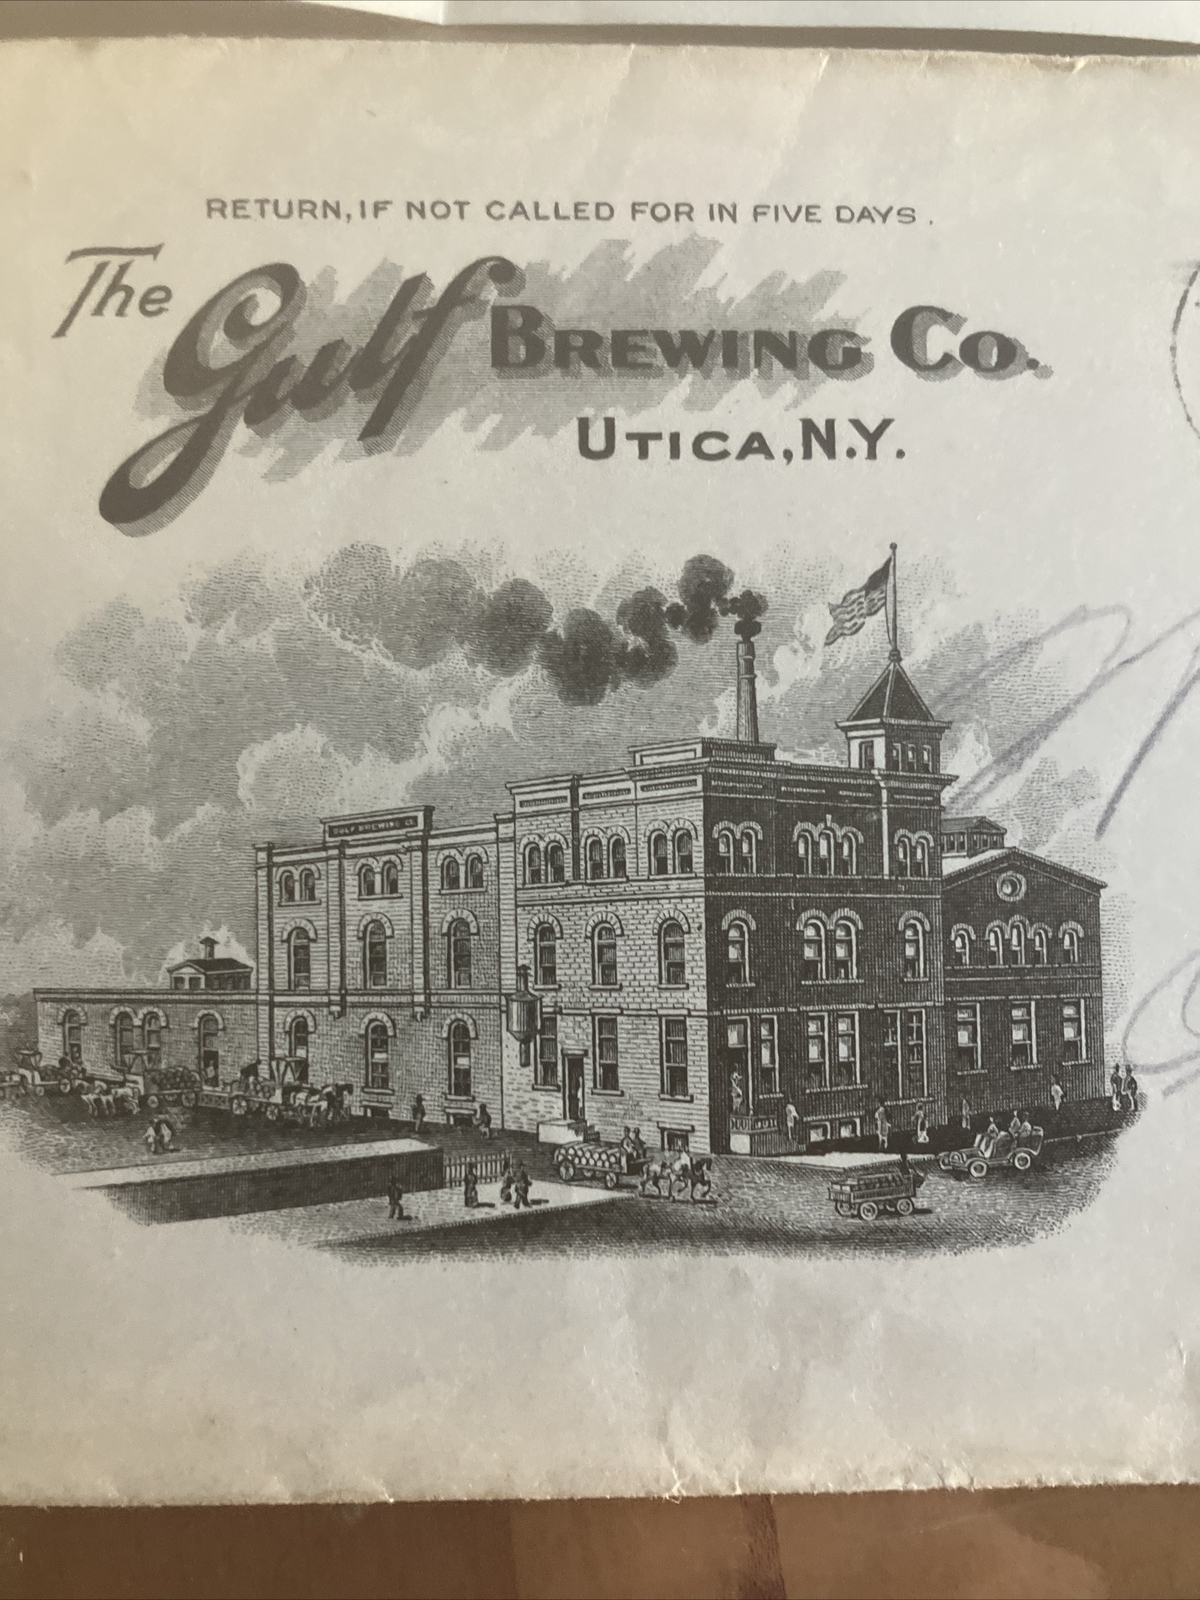 RETURN, IF NOT CALLED FOR IN FIVE DAYS.
The Gulf BREWING CO.
UTICA, N.Y.
GULF BREWING CO.